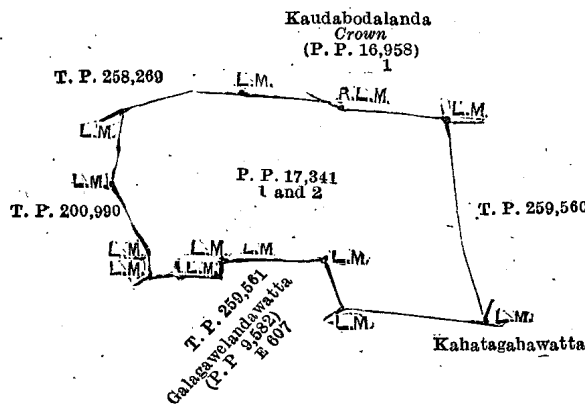 Kaudabodalanda
Crown
(P. P. 16,958)
1
T. P. 258,269
L.M.
R.L.M.
L.M.
L.M.
L.M.
P. P. 17,341
1 and 2
T. P. 200,990
T. P. 259,560
L.M.
L.M.
L.M.
L.M.
L.M.
L.M.
L.M.
L.M.
T. P. 259,561
Galagawelandawatta
(P. P 9,582)
E 607
L.M.
Kahatagahawatta